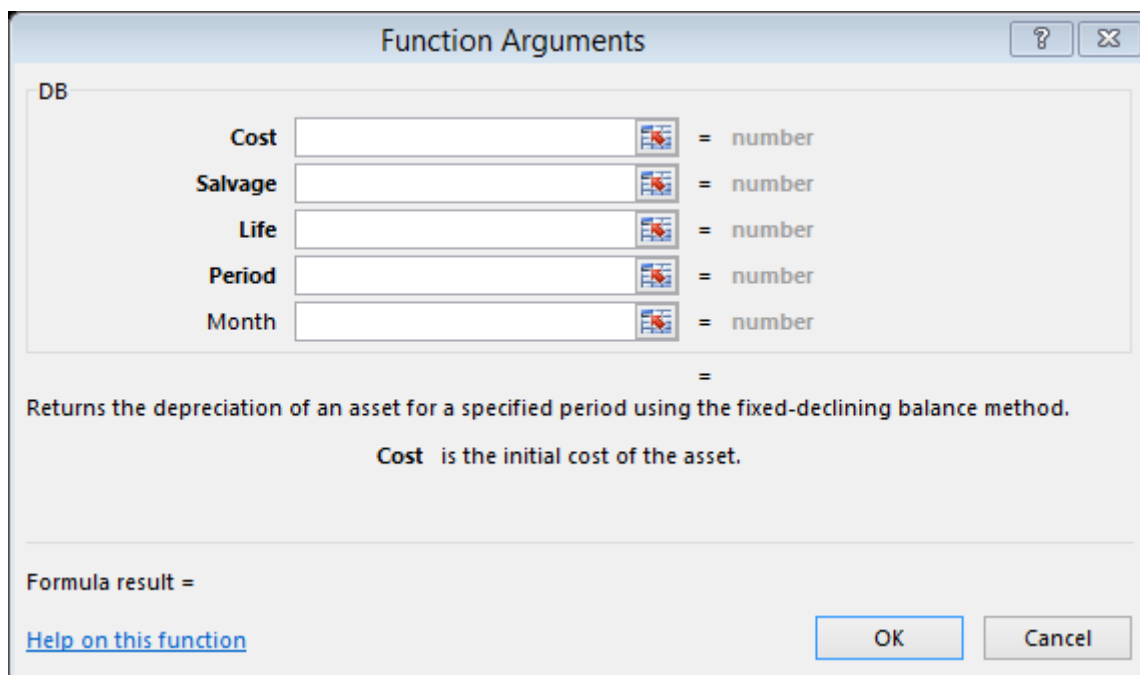 Function Arguments
?
DB
Cost = number
Salvage = number
Life = number
Period = number
Month = number
=
Returns the depreciation of an asset for a specified period using the fixed-declining balance method.
Cost is the initial cost of the asset.
Formula result =
Help on this function OK Cancel